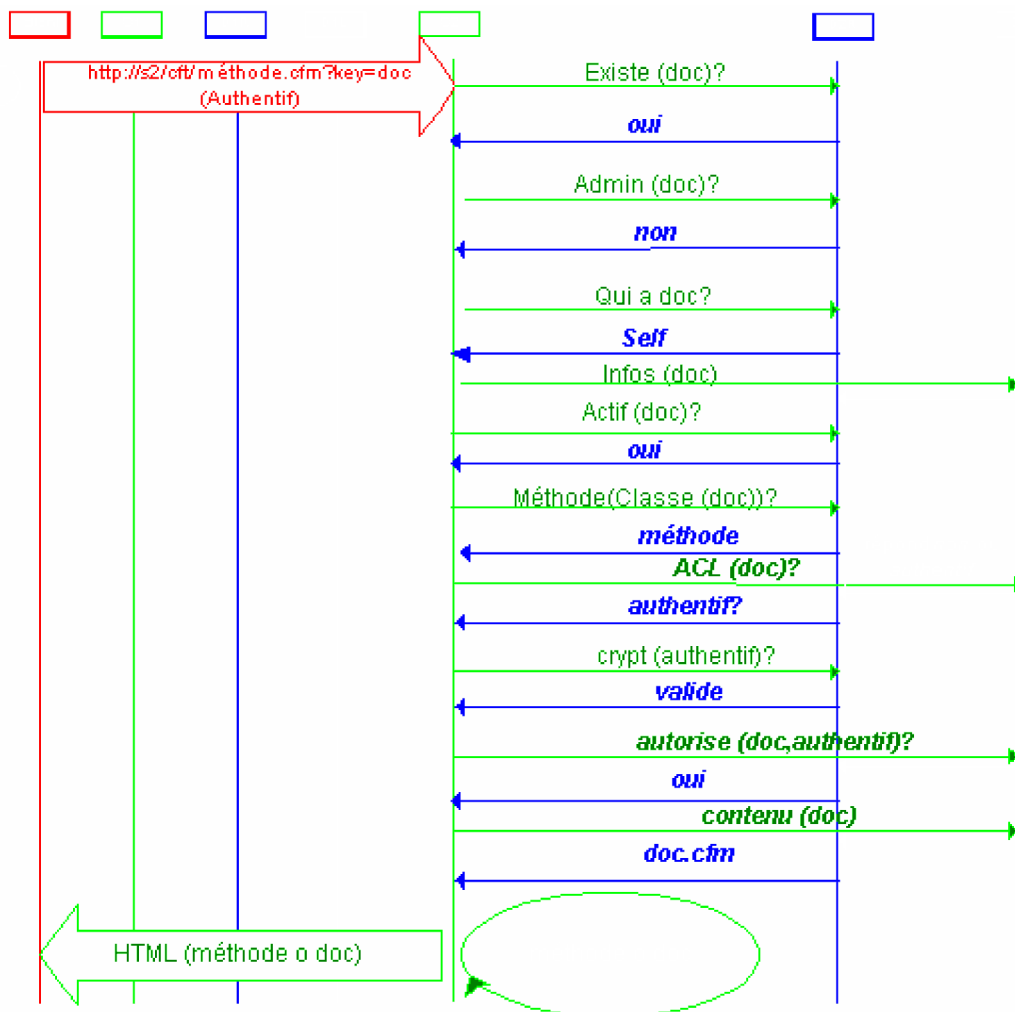 http://s2/cft/méthode.cfm?key=doc
(Authentif)
Existe (doc)?
oui
Admin (doc)?
non
Qui a doc?
Self
Infos (doc)
Actif (doc)?
oui
Méthode(Classe (doc))?
méthode
ACL (doc)?
authentif?
crypt (authentif)?
valide
autorise (doc,authentif)?
oui
contenu (doc)
doc.cfm
HTML (méthode o doc)